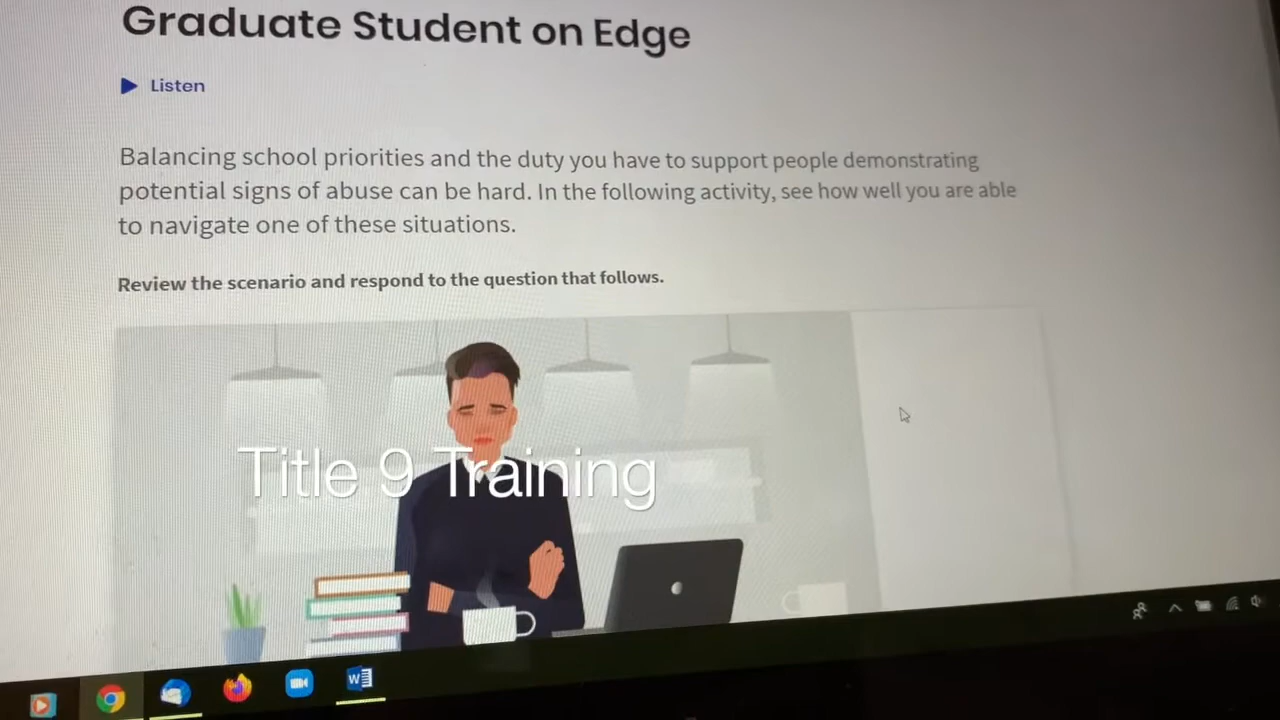 Graduate Student on Edge
Listen
Balancing school priorities and the duty you have to support people demonstrating
potential signs of abuse can be hard. In the following activity, see how well you are able
to navigate one of these situations.
Review the scenario and respond to the question that follows.
Title 9 Training
W